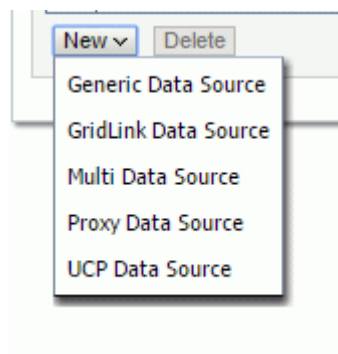 New Delete
Generic Data Source
GridLink Data Source
Multi Data Source
Proxy Data Source
UCP Data Source